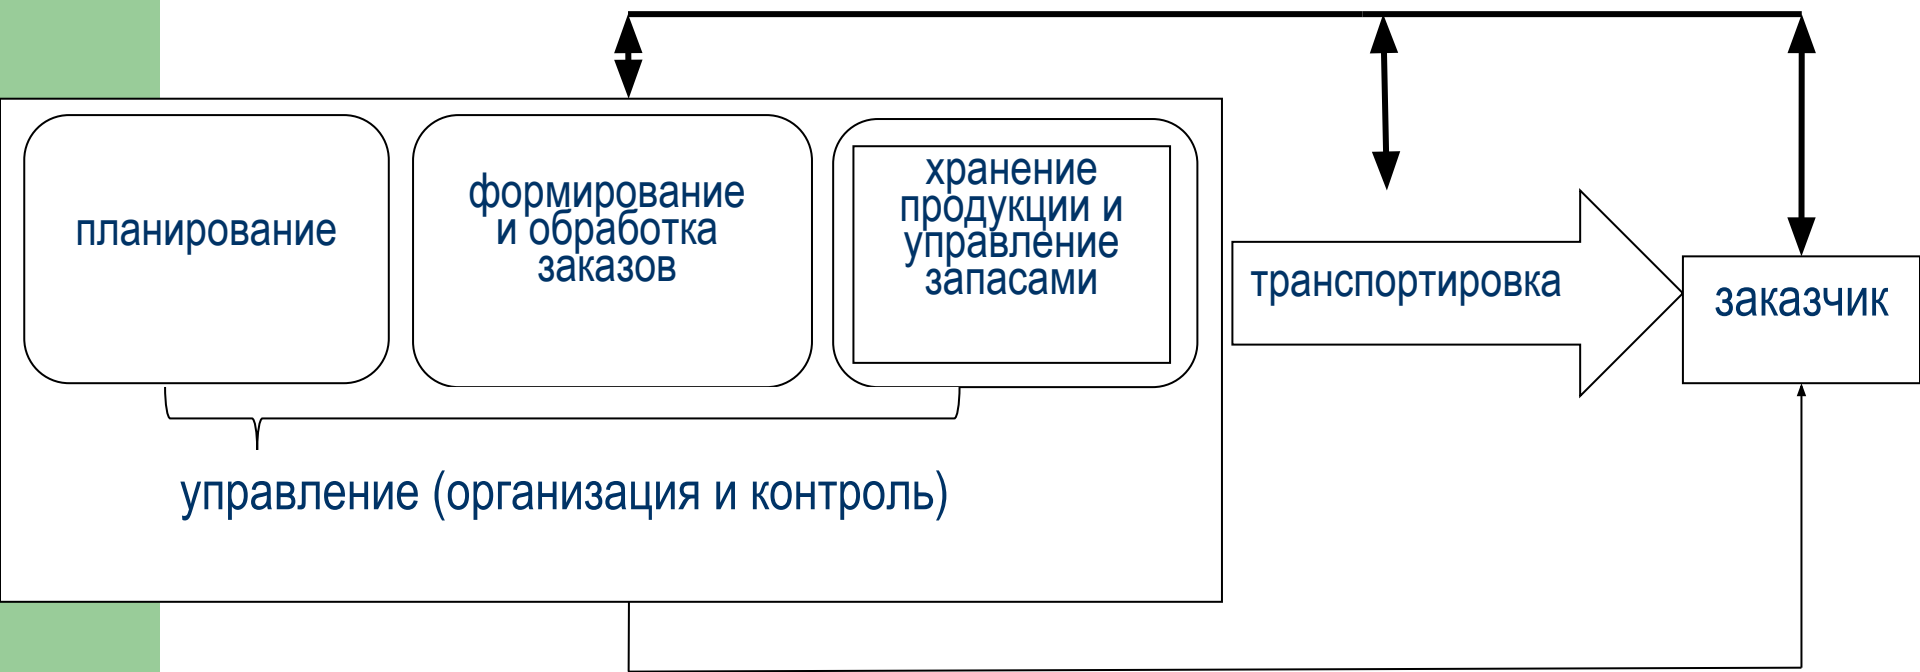 планирование
формирование
и обработка
заказов
хранение
продукции и
управление
запасами
транспортировка
заказчик
управление (организация и контроль)